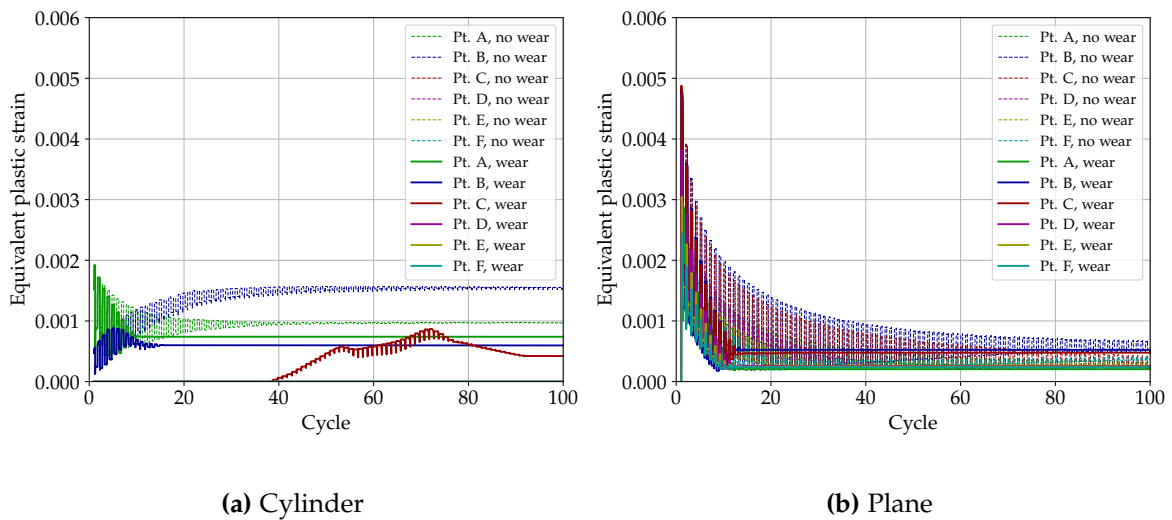 0.006
0.005
0.004
0.003
0.002
0.001
0.000
Equivalent plastic strain
0 20 40 60 80 100
Cycle
Pt. A, no wear
Pt. B, no wear
Pt. C, no wear
Pt. D, no wear
Pt. E, no wear
Pt. F, no wear
Pt. A, wear
Pt. B, wear
Pt. C, wear
Pt. D, wear
Pt. E, wear
Pt. F, wear
(a) Cylinder
0.006
0.005
0.004
0.003
0.002
0.001
0.000
Equivalent plastic strain
0 20 40 60 80 100
Cycle
Pt. A, no wear
Pt. B, no wear
Pt. C, no wear
Pt. D, no wear
Pt. E, no wear
Pt. F, no wear
Pt. A, wear
Pt. B, wear
Pt. C, wear
Pt. D, wear
Pt. E, wear
Pt. F, wear
(b) Plane